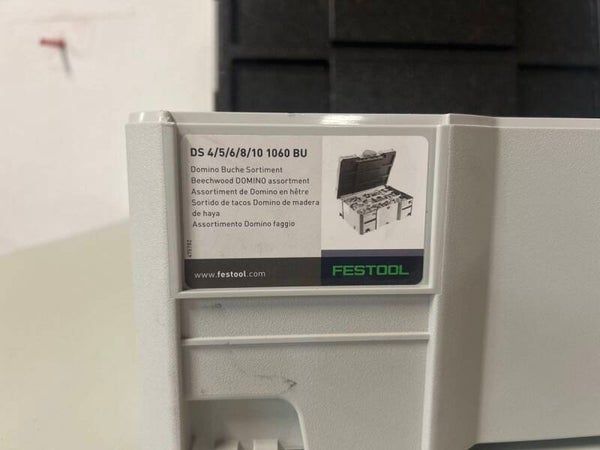 DS 4/5/6/8/10 1060 BU
Domino Buche Sortiment
Beechwood DOMINO assortment
Assortiment de Domino en hêtre
Sortido de tacos Domino de madera
de haya
Assortimento Domino faggio
www.festool.com
FESTOOL